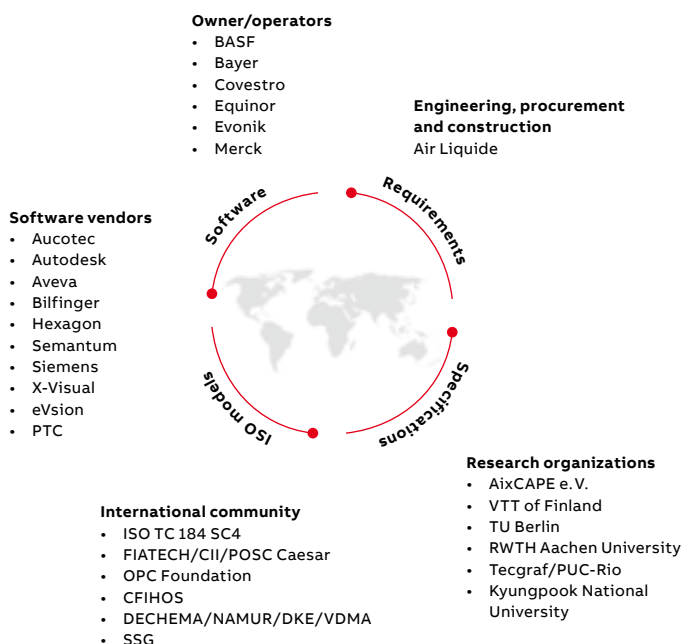 Owner/operators
• BASF
• Bayer
• Covestro
• Equinor
• Evonik
• Merck
Engineering, procurement
and construction
Air Liquide
Software
Requirements
Software vendors
• Aucotec
• Autodesk
• Aveva
• Bilfinger
• Hexagon
• Semantum
• Siemens
• X-Visual
• eVsion
• PTC
ISO models
Specifications
Research organizations
• AixCAPE e.V.
• VTT of Finland
• TU Berlin
• RWTH Aachen University
• Tecgraf/PUC-Rio
• Kyungpook National
University
International community
• ISO TC 184 SC4
• FIATECH/CII/POSC Caesar
• OPC Foundation
• CFIHOS
• DECHEMA/NAMUR/DKE/VDMA
• SSG